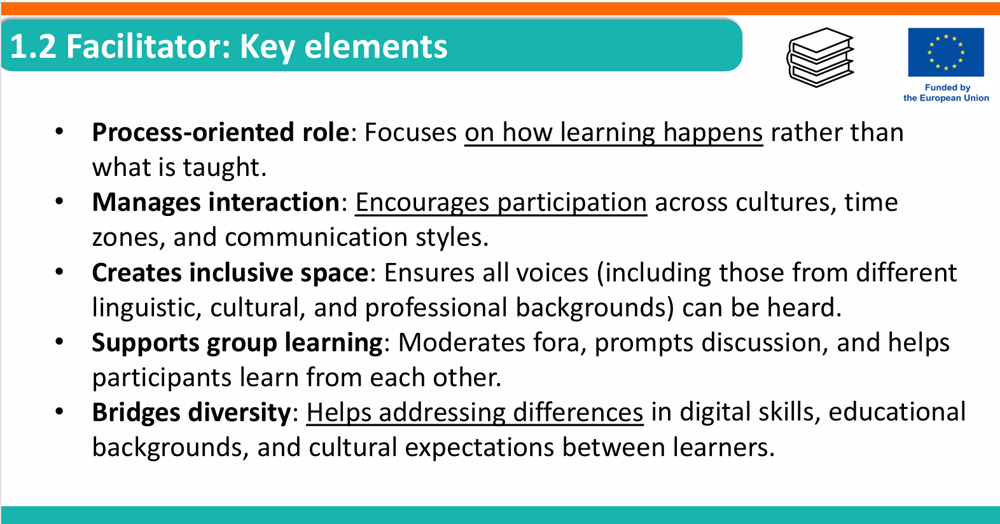 1.2 Facilitator: Key elements
Funded by
the European Union
• Process-oriented role: Focuses on how learning happens rather than
what is taught.
• Manages interaction: Encourages participation across cultures, time
zones, and communication styles.
• Creates inclusive space: Ensures all voices (including those from different
linguistic, cultural, and professional backgrounds) can be heard.
• Supports group learning: Moderates fora, prompts discussion, and helps
participants learn from each other.
• Bridges diversity: Helps addressing differences in digital skills, educational
backgrounds, and cultural expectations between learners.